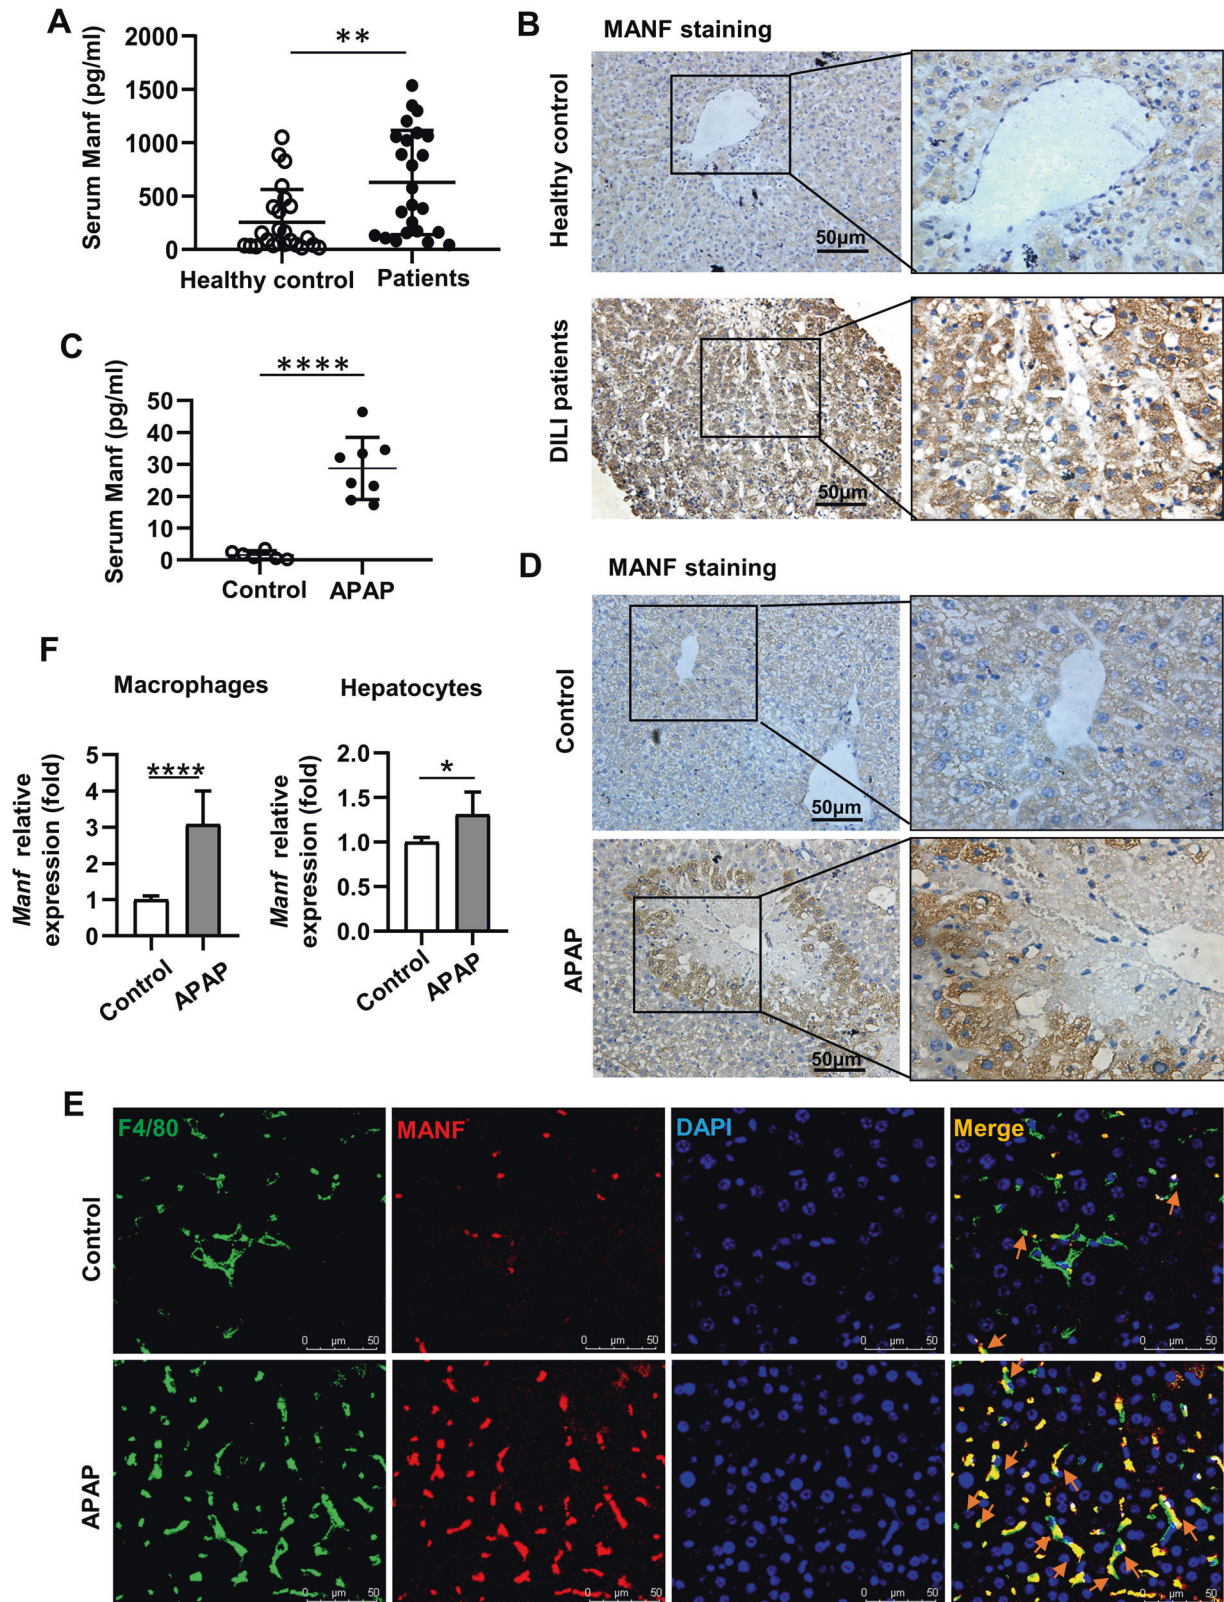 A
2000
1500
1000
500
0
Serum Manf (pg/ml)
**
Healthy control
Patients
B
MANF staining
Healthy control
50μm
DILI patients
50μm
C
50
40
30
20
10
0
Serum Manf (pg/ml)
****
Control
APAP
D
MANF staining
Control
50μm
APAP
50μm
F
Macrophages
Manf relative
expression (fold)
5
4
3
2
1
0
****
Control
APAP
Hepatocytes
Manf relative
expression (fold)
2.0
1.5
1.0
0.5
0.0
*
Control
APAP
E
F4/80
MANF
DAPI
Merge
Control
0 μm 50
0 μm 50
0 μm 50
0 μm 50
APAP
0 μm 50
0 μm 50
0 μm 50
0 μm 50